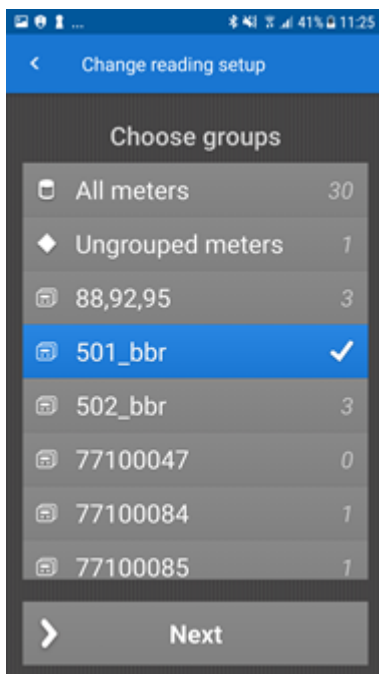 ... 41% 11:25
Change reading setup
Choose groups
All meters 30
Ungrouped meters 1
88,92,95 3
501_bbr
502_bbr 3
77100047 0
77100084 1
77100085 1
Next